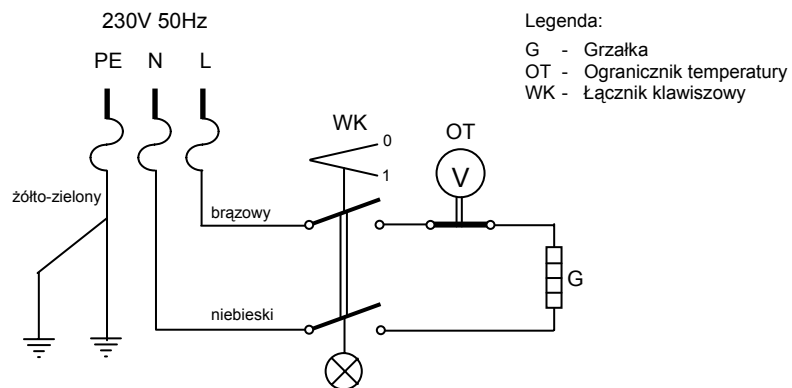 230V 50Hz
PE N L
Legenda:
G - Grzałka
OT - Ogranicznik temperatury
WK - Łącznik klawiszowy
WK
0
1
OT
V
żółto-zielony
brązowy
G
niebieski